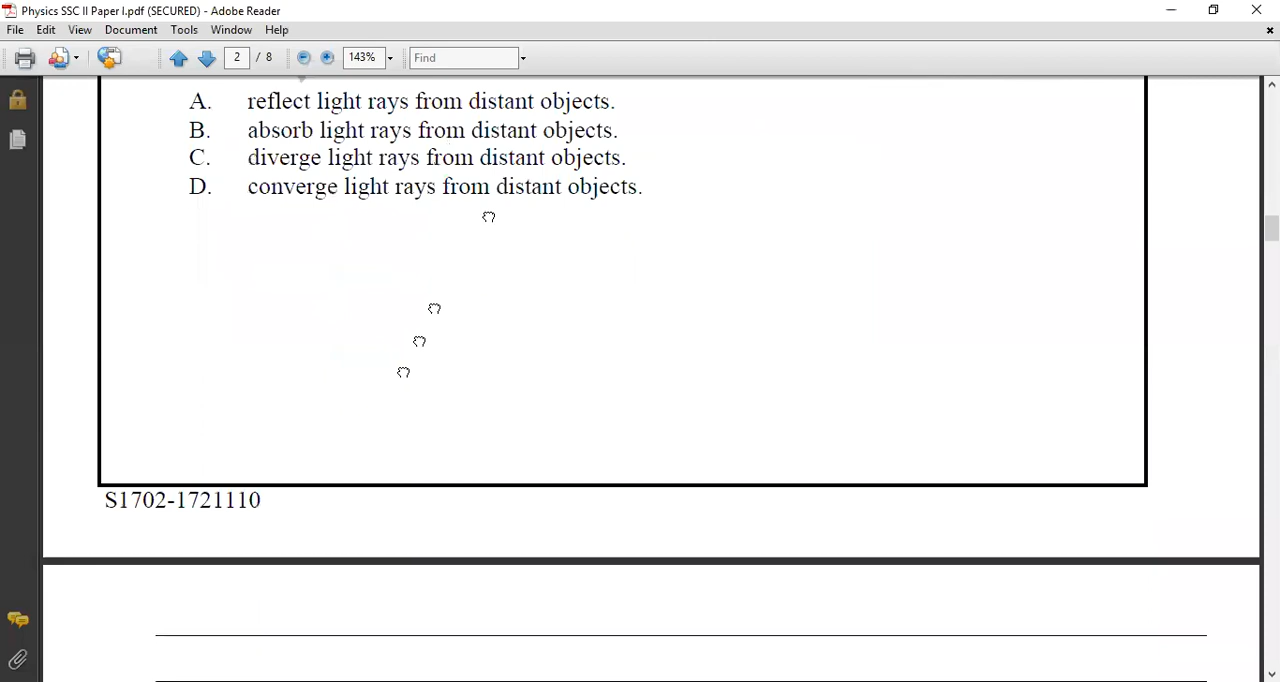 Physics SSC II Paper I.pdf (SECURED) - Adobe Reader
File Edit View Document Tools Window Help
2 / 8 143% Find
A. reflect light rays from distant objects.
B. absorb light rays from distant objects.
C. diverge light rays from distant objects.
D. converge light rays from distant objects.
S1702-1721110